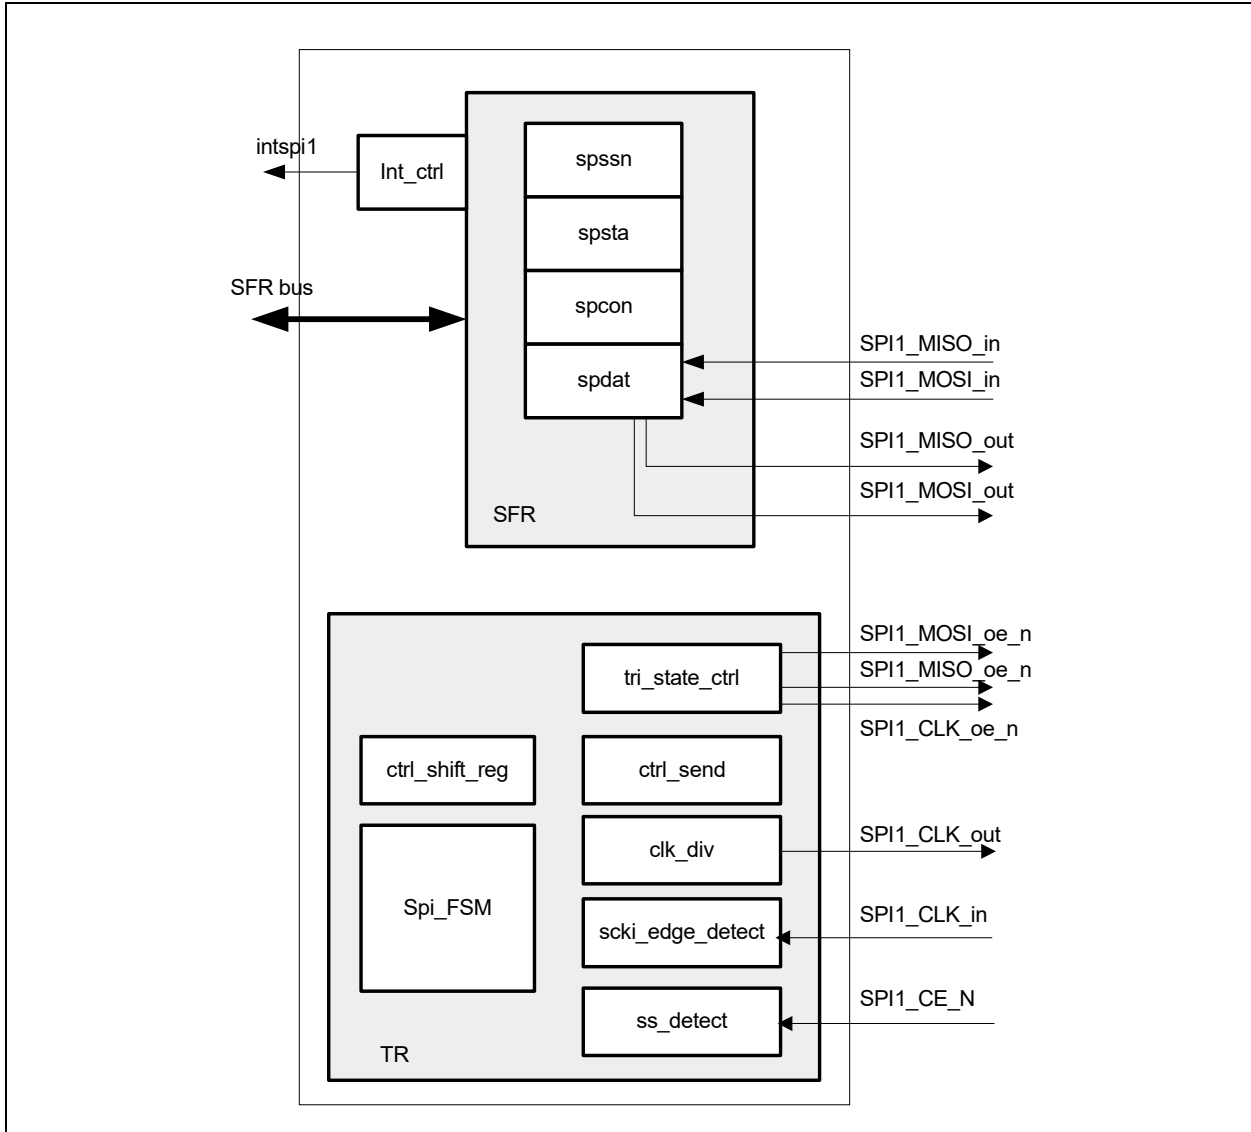 intspi1
Int_ctrl
spssn
spsta
SFR bus
spcon
spdat
SPI1_MISO_in
SPI1_MOSI_in
SPI1_MISO_out
SPI1_MOSI_out
SFR
SPI1_MOSI_oe_n
tri_state_ctrl
SPI1_MISO_oe_n
SPI1_CLK_oe_n
ctrl_shift_reg
ctrl_send
clk_div
SPI1_CLK_out
Spi_FSM
scki_edge_detect
SPI1_CLK_in
ss_detect
SPI1_CE_N
TR